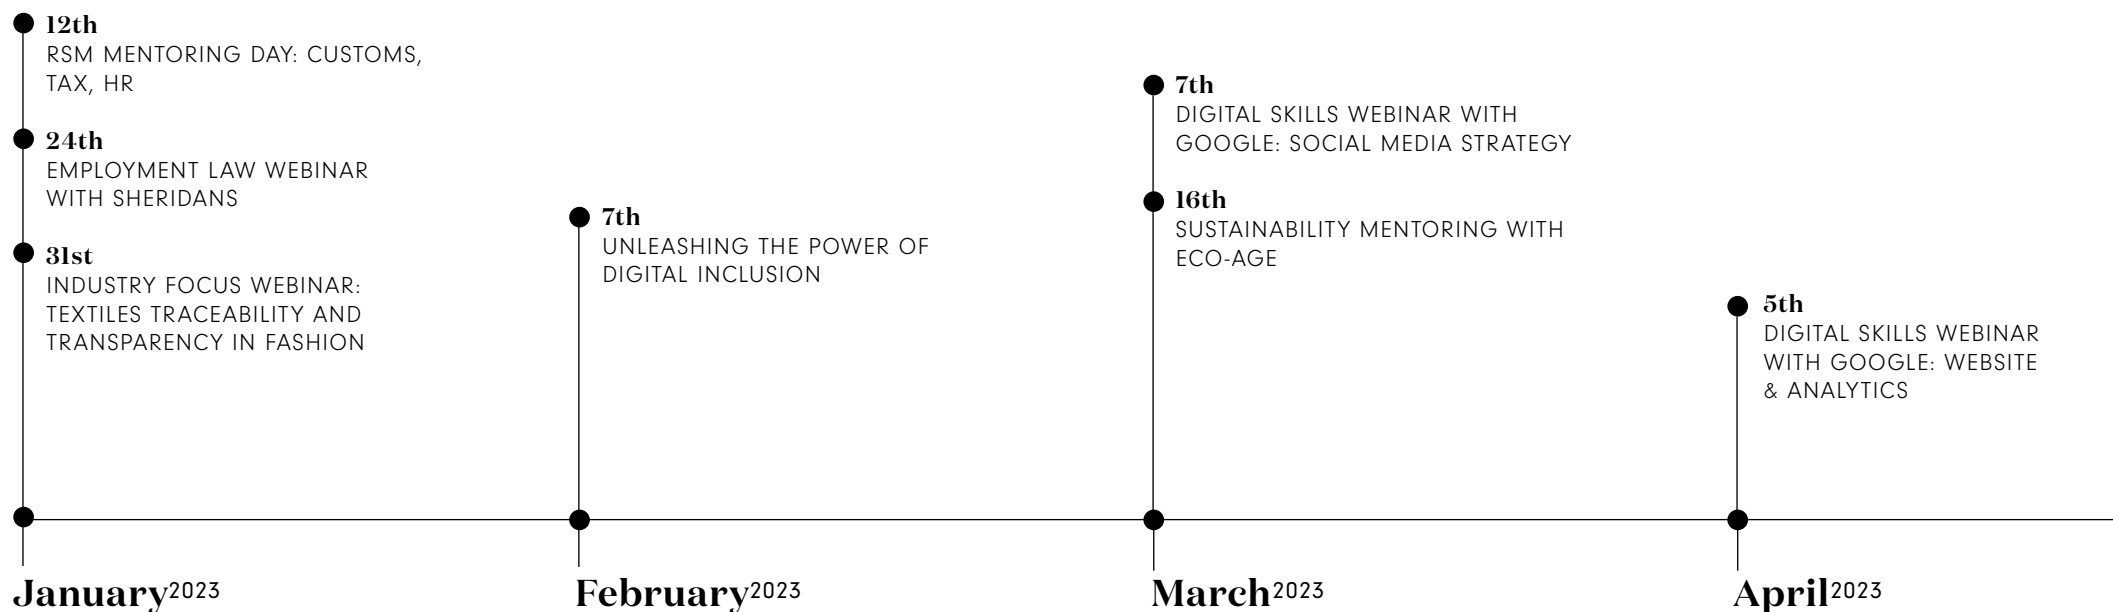 12th
RSM MENTORING DAY: CUSTOMS,
TAX, HR
24th
EMPLOYMENT LAW WEBINAR
WITH SHERIDANS
31st
INDUSTRY FOCUS WEBINAR:
TEXTILES TRACEABILITY AND
TRANSPARENCY IN FASHION
January2023
7th
UNLEASHING THE POWER OF
DIGITAL INCLUSION
February2023
7th
DIGITAL SKILLS WEBINAR WITH
GOOGLE: SOCIAL MEDIA STRATEGY
16th
SUSTAINABILITY MENTORING WITH
ECO-AGE
March2023
5th
DIGITAL SKILLS WEBINAR
WITH GOOGLE: WEBSITE
& ANALYTICS
April2023